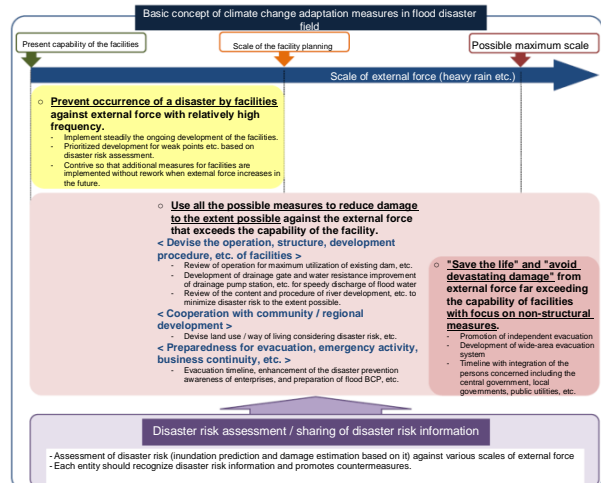 Basic concept of climate change adaptation measures in flood disaster
field
Present capability of the facilities
Scale of the facility planning
Possible maximum scale
Scale of external force (heavy rain etc.)
○ Prevent occurrence of a disaster by facilities
against external force with relatively high
frequency.
- Implement steadily the ongoing development of the facilities.
- Prioritized development for weak points etc. based on
disaster risk assessment.
- Contrive so that additional measures for facilities are
implemented without rework when external force increases in
the future.
○ Use all the possible measures to reduce damage
to the extent possible against the external force
that exceeds the capability of the facility.
< Devise the operation, structure, development
procedure, etc. of facilities >
- Review of operation for maximum utilization of existing dam, etc.
- Development of drainage gate and water resistance improvement
of drainage pump station, etc. for speedy discharge of flood water
- Review of the content and procedure of river development, etc. to
minimize disaster risk to the extent possible.
< Cooperation with community / regional
development >
- Devise land use / way of living considering disaster risk, etc.
< Preparedness for evacuation, emergency activity,
business continuity, etc. >
- Evacuation timeline, enhancement of the disaster prevention
awareness of enterprises, and preparation of flood BCP, etc.
○ "Save the life" and "avoid
devastating damage" from
external force far exceeding
the capability of facilities
with focus on non-structural
measures.
- Promotion of independent evacuation
- Development of wide-area evacuation
system
- Timeline with integration of the
persons concerned including the
central government, local
governments, public utilities, etc.
Disaster risk assessment / sharing of disaster risk information
- Assessment of disaster risk (inundation prediction and damage estimation based on it) against various scales of external force
- Each entity should recognize disaster risk information and promotes countermeasures.